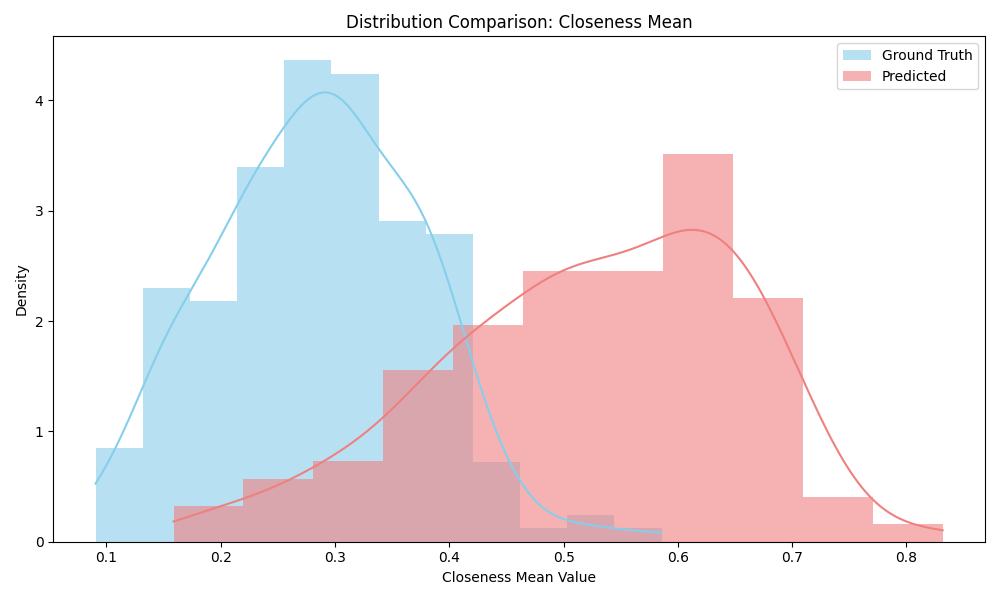 Distribution Comparison: Closeness Mean
Ground Truth
Predicted
Density
4
3
2
1
0
0.1 0.2 0.3 0.4 0.5 0.6 0.7 0.8
Closeness Mean Value